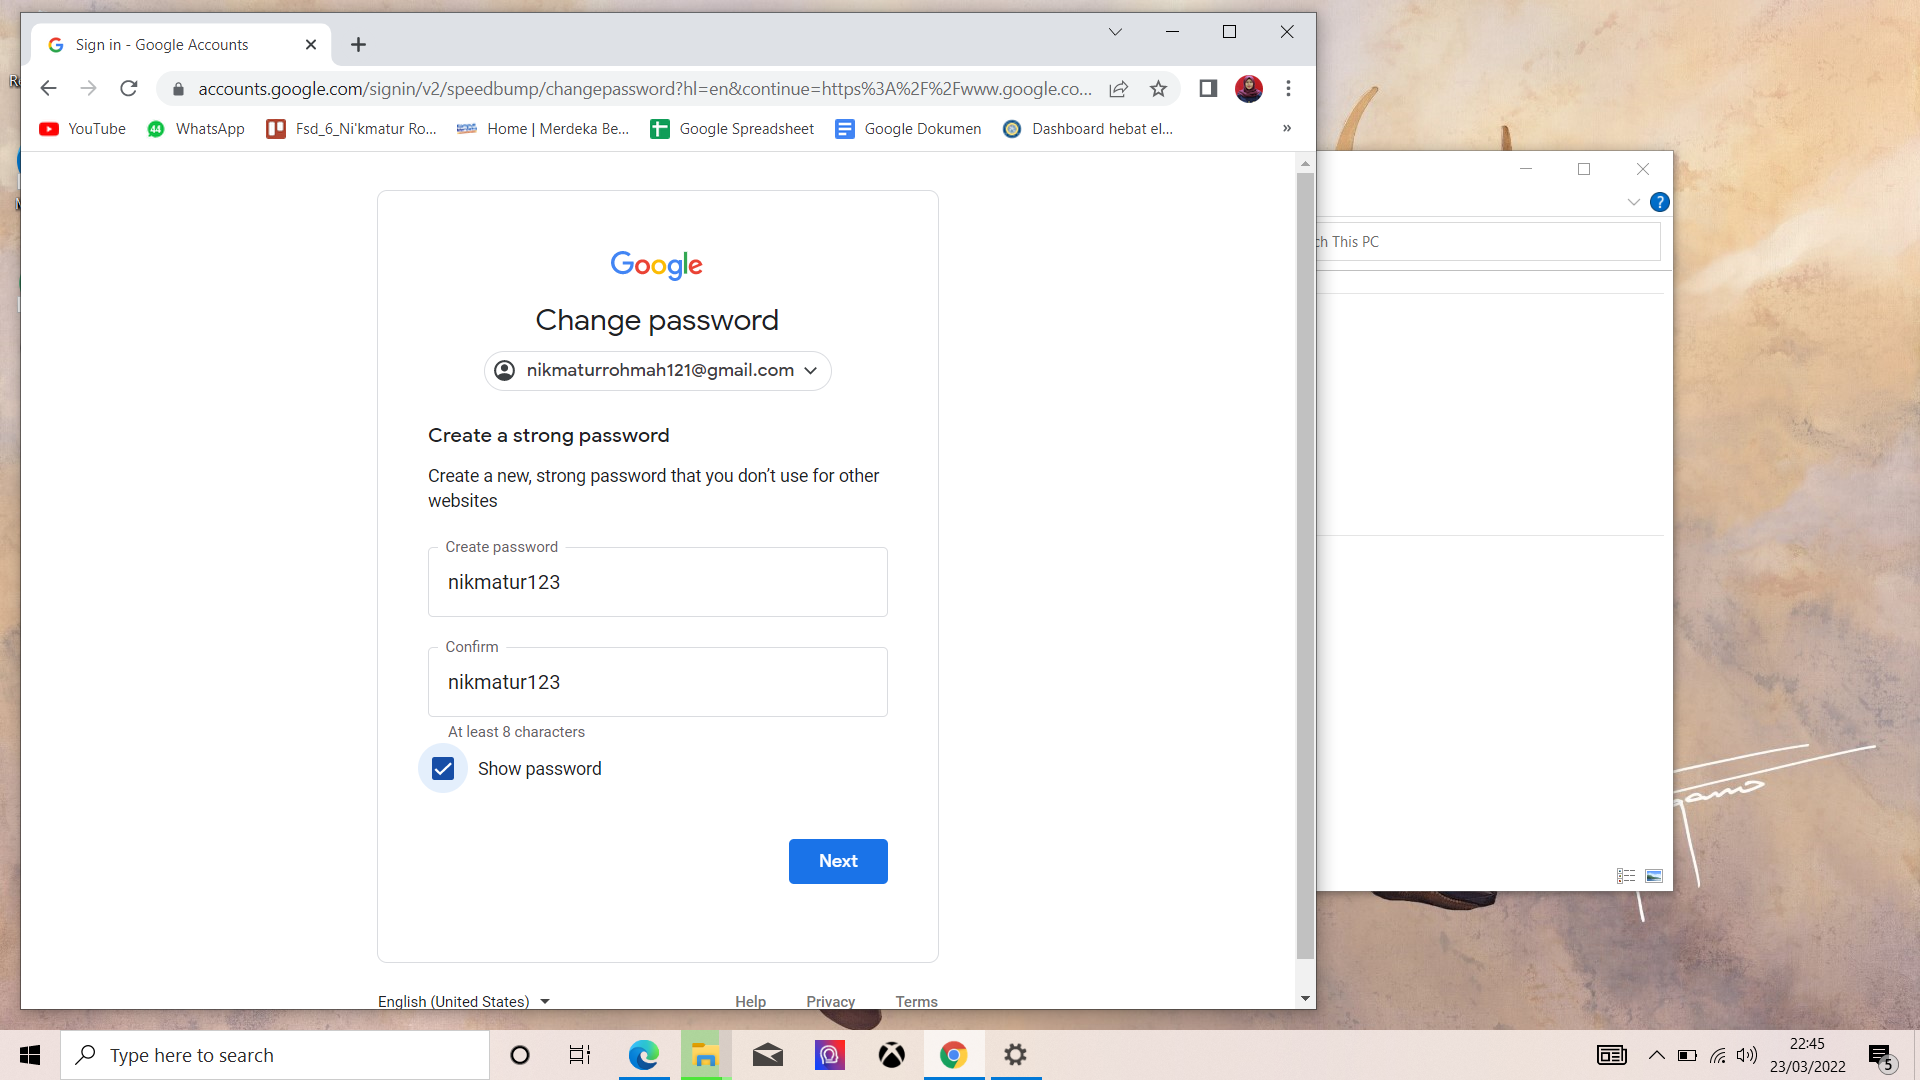 Sign in - Google Accounts
accounts.google.com/signin/v2/speedbump/changepassword?hl=en&continue=https%3A%2F%2Fwww.google.co...
YouTube
44
WhatsApp
Fsd_6_Ni'kmatur Ro...
Home | Merdeka Be...
Google Spreadsheet
Google Dokumen
Dashboard hebat el...
»
?
ch This PC
Google
Change password
nikmaturrohmah121@gmail.com
Create a strong password
Create a new, strong password that you don't use for other
websites
Create password
nikmatur123
Confirm
nikmatur123
At least 8 characters
Show password
Next
English (United States)
Help
Privacy
Terms
Type here to search
22:45
23/03/2022
5